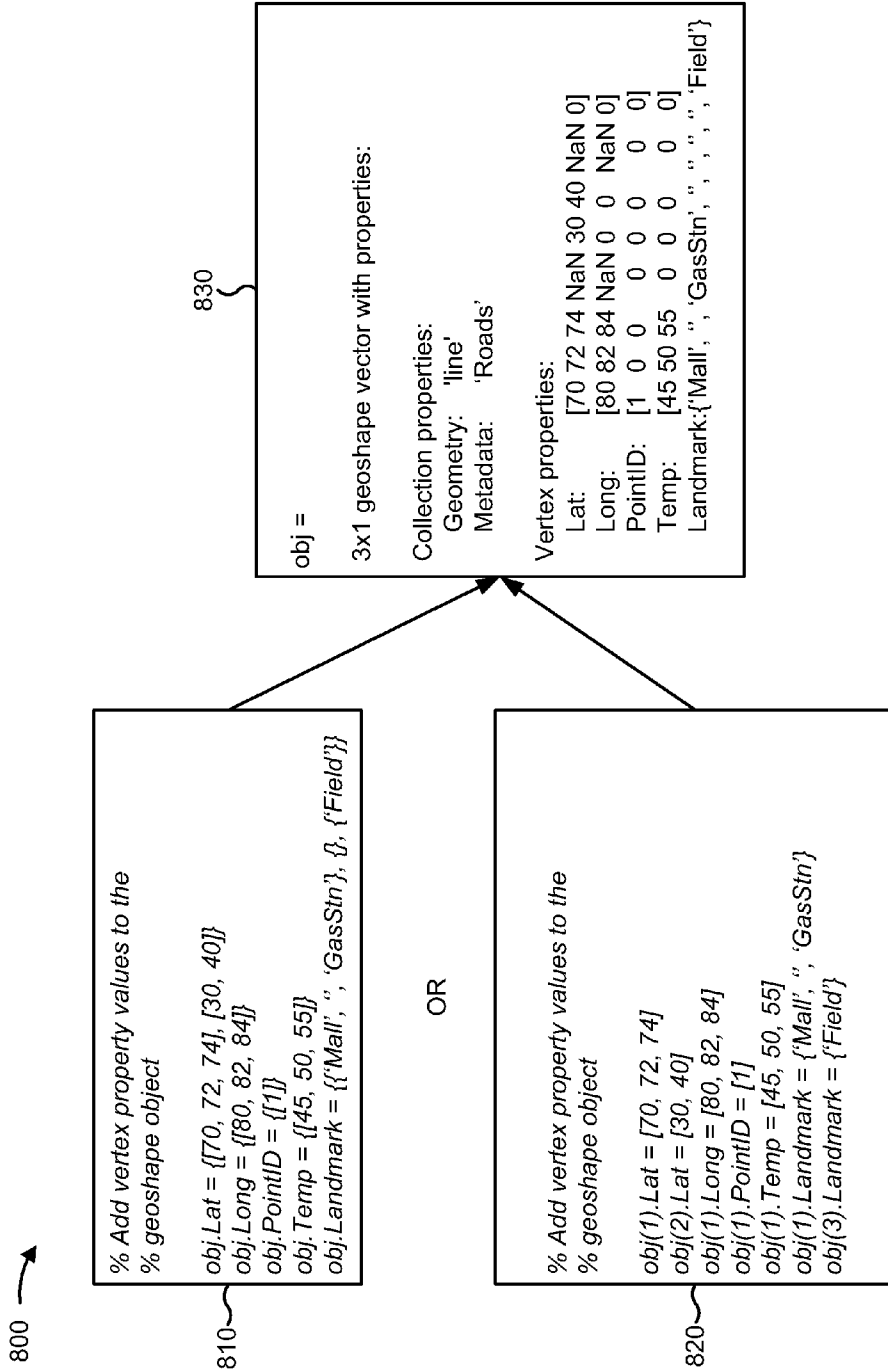 800
% Add vertex property values to the
% geoshape object
obj.Lat = {[70, 72, 74], [30, 40]}
obj.Long = {[80, 82, 84]}
obj.PointID = {[1]}
obj.Temp = {[45, 50, 55]}
obj.Landmark = {{‘Mall’, ‘’, ‘GasStn’}, {}, {‘Field’}}
810
OR
% Add vertex property values to the
% geoshape object
obj(1).Lat = [70, 72, 74]
obj(2).Lat = [30, 40]
obj(1).Long = [80, 82, 84]
obj(1).PointID = [1]
obj(1).Temp = [45, 50, 55]
obj(1).Landmark = {‘Mall’, ‘’, ‘GasStn’}
obj(3).Landmark = {‘Field’}
820
830
obj =
3x1 geoshape vector with properties:
Collection properties:
Geometry: 'line'
Metadata: ‘Roads’
Vertex properties:
Lat: [70 72 74 NaN 30 40 NaN 0]
Long: [80 82 84 NaN 0 0 NaN 0]
PointID: [1 0 0 0 0 0 0 0]
Temp: [45 50 55 0 0 0 0 0]
Landmark:{‘Mall’, ‘’, ‘GasStn’, ‘’, ‘’, ‘’, ‘’, ‘Field’}